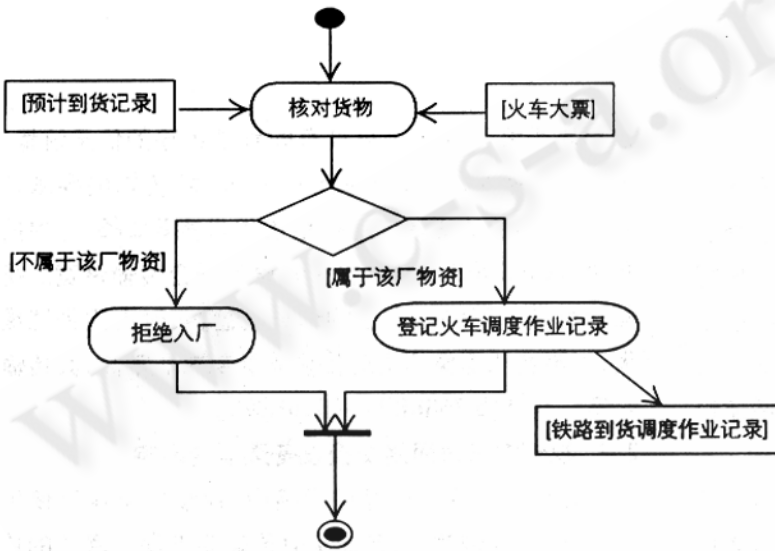 [预计到货记录]
核对货物
[火车大票]
[不属于该厂物资]
[属于该厂物资]
拒绝入厂
登记火车调度作业记录
[铁路到货调度作业记录]
www.c-s-a.or